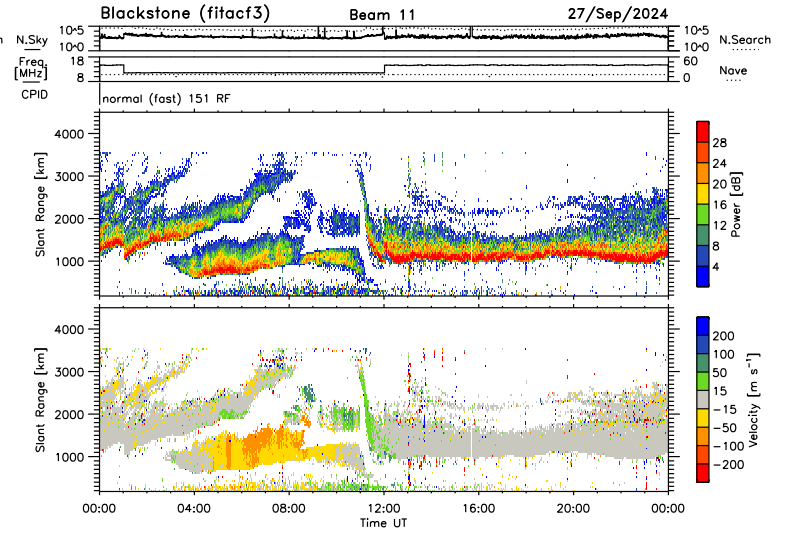 Blackstone (fitacf3) Beam 11 27/Sep/2024
N.Sky 10^5 10^0 10^5 10^0 N.Search
Freq. [MHz] 18 8 60 0 Nave
CPID normal (fast) 151 RF
Slant Range [km] 4000 3000 2000 1000
28 24 20 16 12 8 4 Power [dB]
Slant Range [km] 4000 3000 2000 1000
200 100 50 15 -15 -50 -100 -200 Velocity [m s⁻¹]
00:00 04:00 08:00 12:00 16:00 20:00 00:00
Time UT